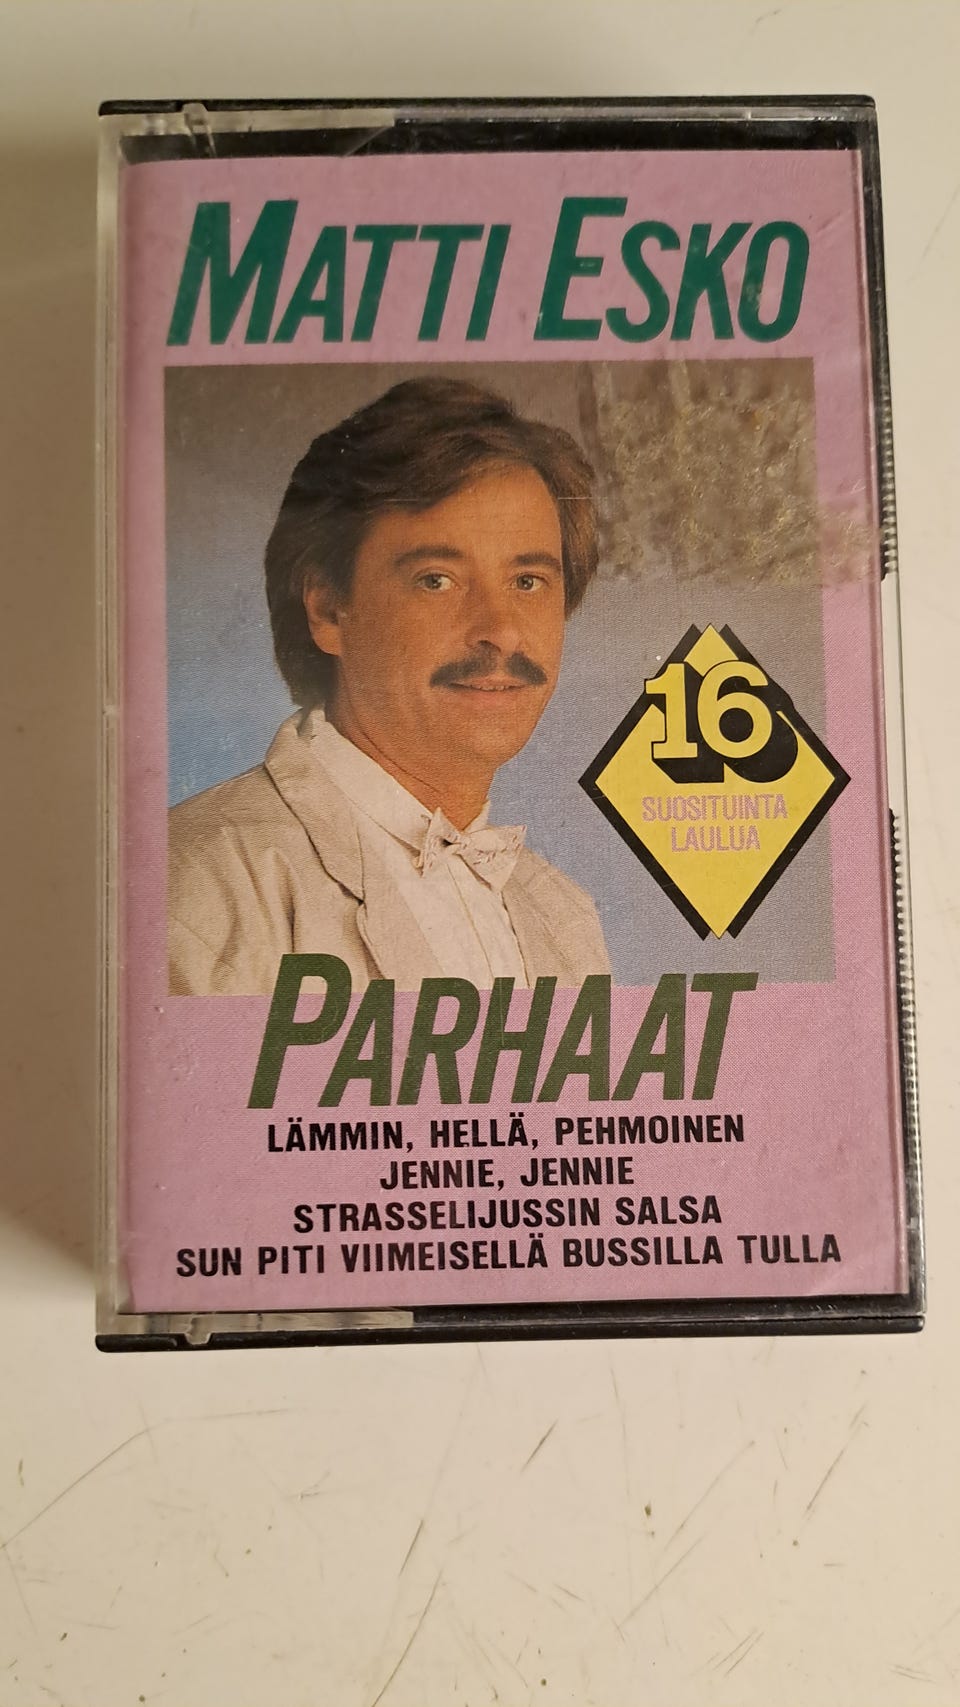 MATTI ESKO
16
SUOSITUINTA
LAULUA
PARHAAT
LÄMMIN, HELLÄ, PEHMOINEN
JENNIE, JENNIE
STRASSELIJUSSIN SALSA
SUN PITI VIIMEISELLÄ BUSSILLA TULLA